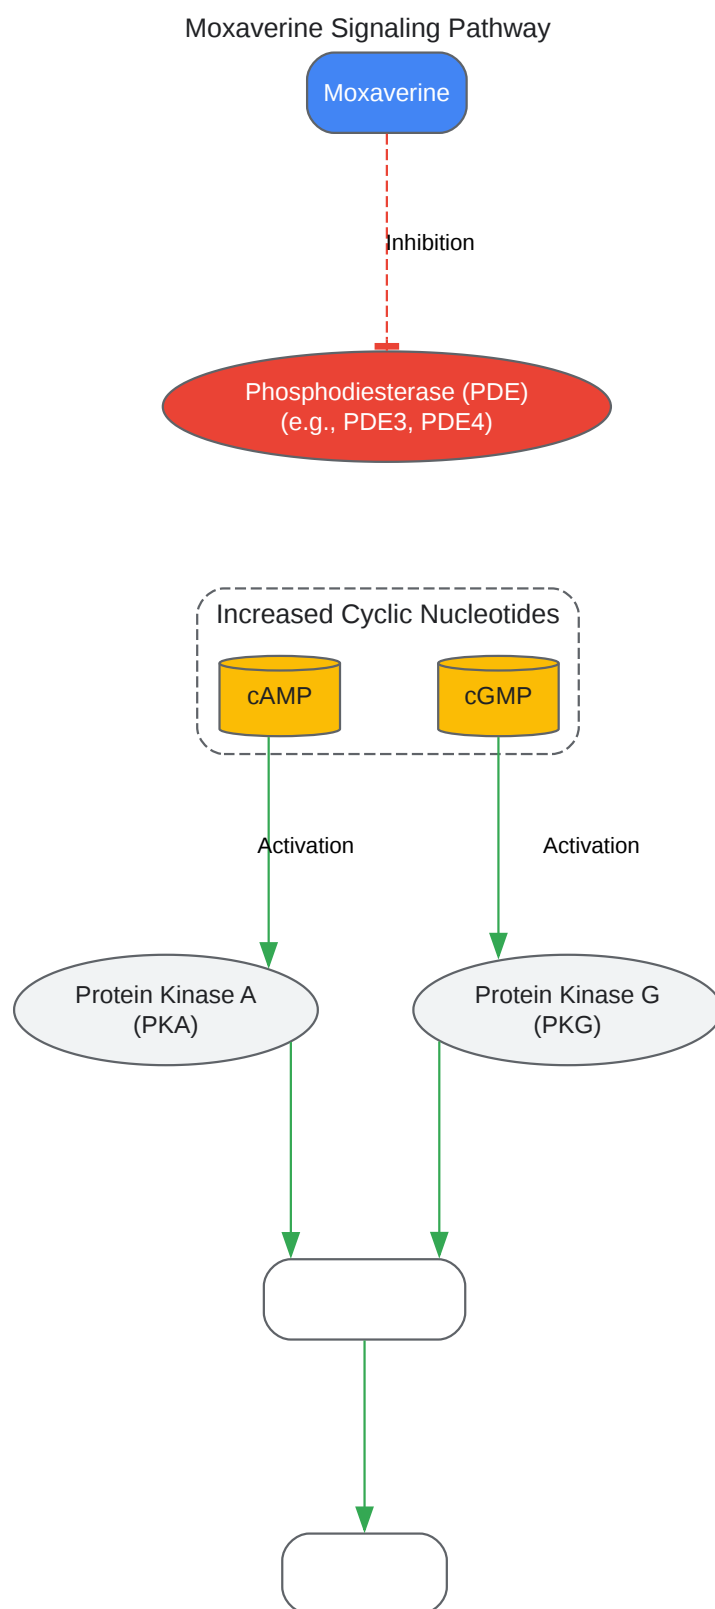 Moxaverine Signaling Pathway
Moxaverine
Inhibition
Phosphodiesterase (PDE)
(e.g., PDE3, PDE4)
Increased Cyclic Nucleotides
cAMP
cGMP
Activation
Activation
Protein Kinase A
(PKA)
Protein Kinase G
(PKG)